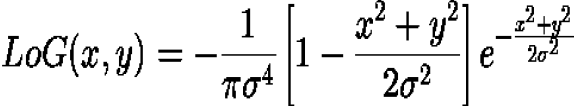 LoG(x, y) = -\frac{1}{\pi\sigma^4} \left[ 1 - \frac{x^2 + y^2}{2\sigma^2} \right] e^{-\frac{x^2+y^2}{2\sigma^2}}